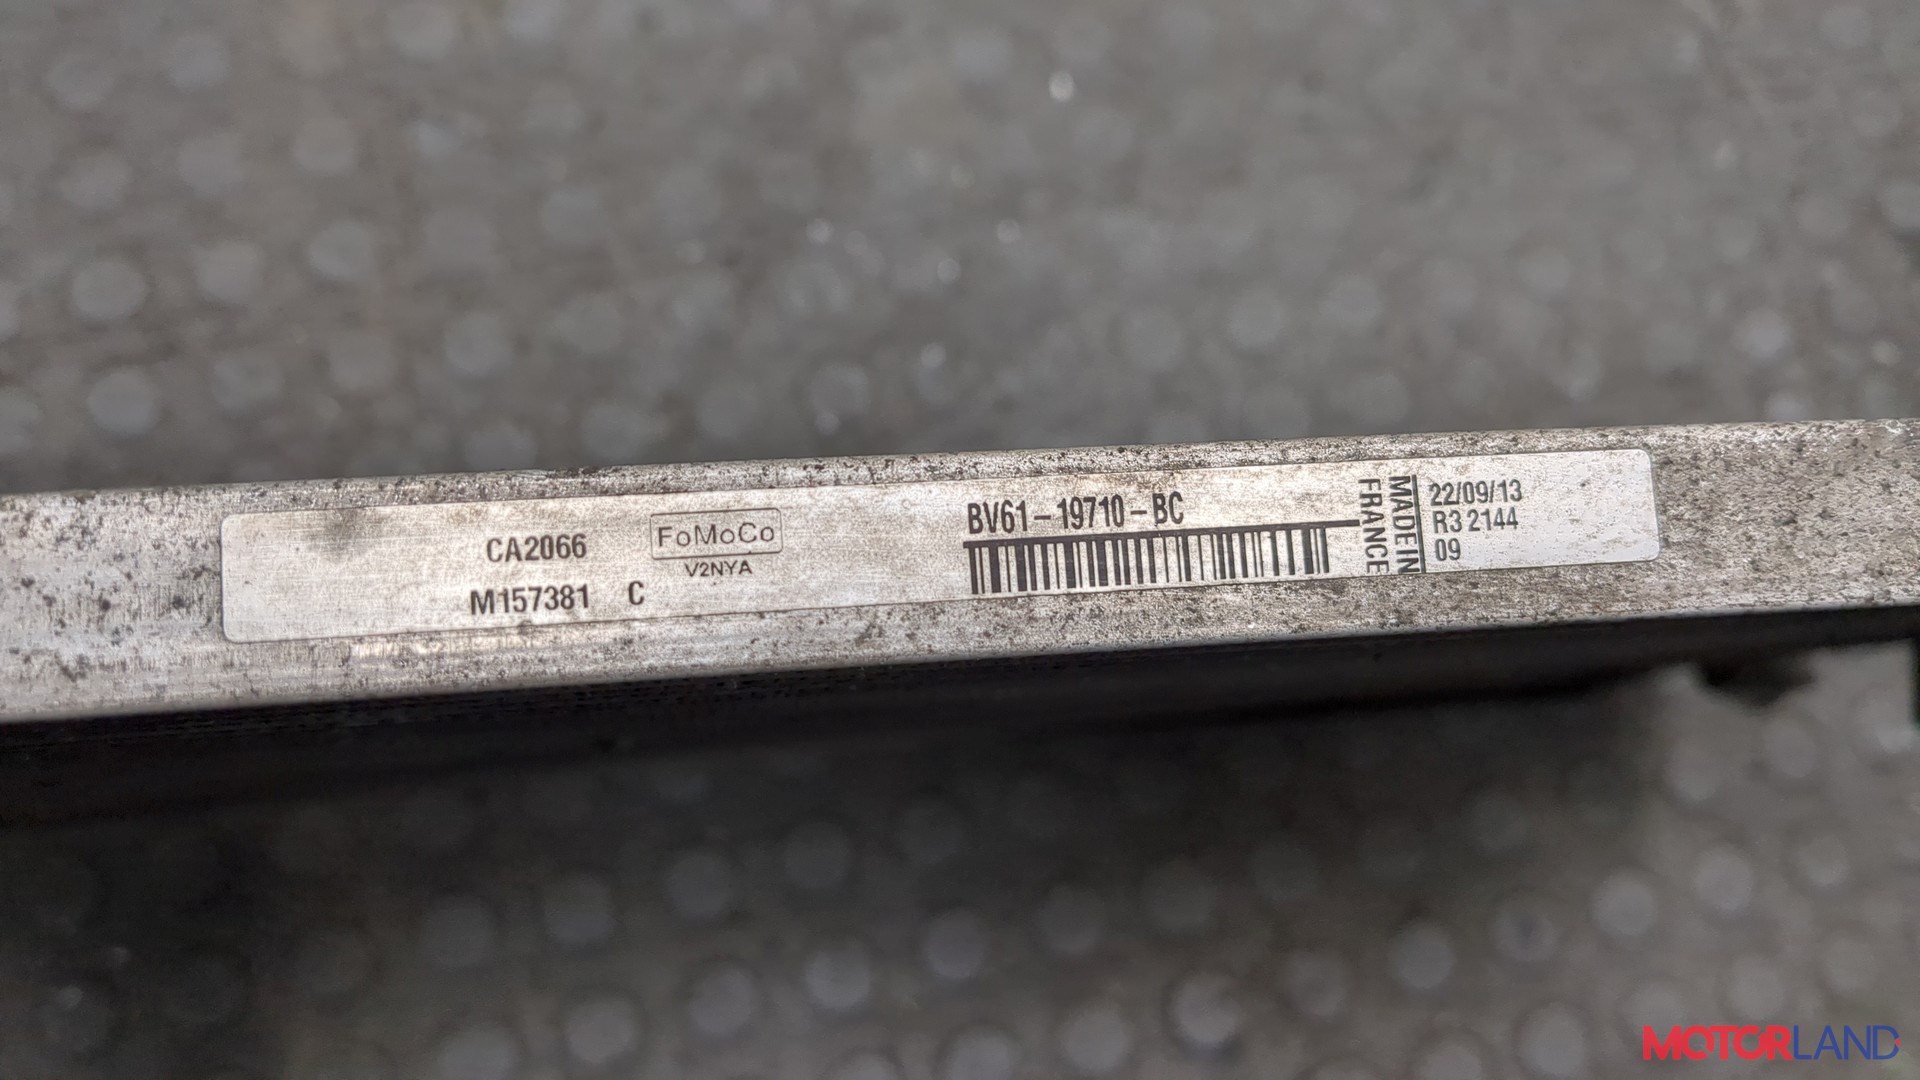 CA2066
M157381 C
FoMoCo
V2NYA
BV61-19710-BC
MADE IN
FRANCE
22/09/13
R3 2144
09
MOTORLAND